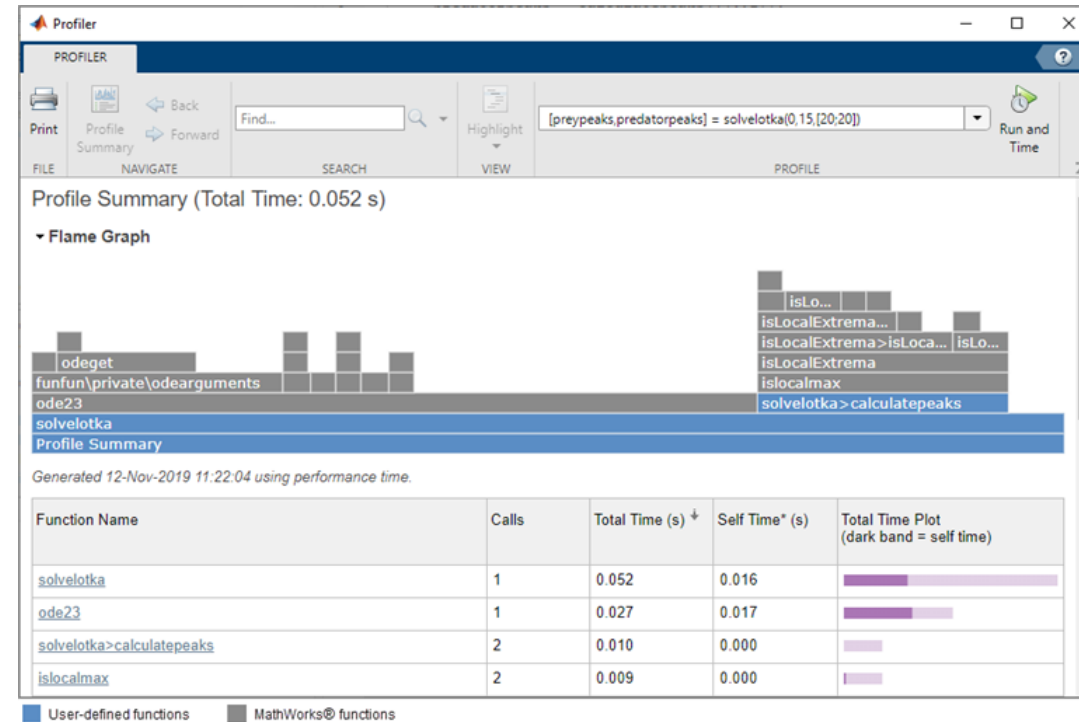 Profiler
PROFILER
?
Print
Profile Summary
Back
Forward
Find...
Highlight
[preypeaks,predatorpeaks] = solvelotka(0,15,[20;20])
Run and Time
FILE
NAVIGATE
SEARCH
VIEW
PROFILE
Profile Summary (Total Time: 0.052 s)
Flame Graph
isLo...
isLocalExtrema...
isLocalExtrema>isLoca...
isLo...
odeget
isLocalExtrema
funfun\private\odearguments
islocalmax
ode23
solvelotka>calculatepeaks
solvelotka
Profile Summary
Generated 12-Nov-2019 11:22:04 using performance time.
Function Name
Calls
Total Time (s)
Self Time* (s)
Total Time Plot
(dark band = self time)
solvelotka 1 0.052 0.016
ode23 1 0.027 0.017
solvelotka>calculatepeaks 2 0.010 0.000
islocalmax 2 0.009 0.000
User-defined functions
MathWorks® functions